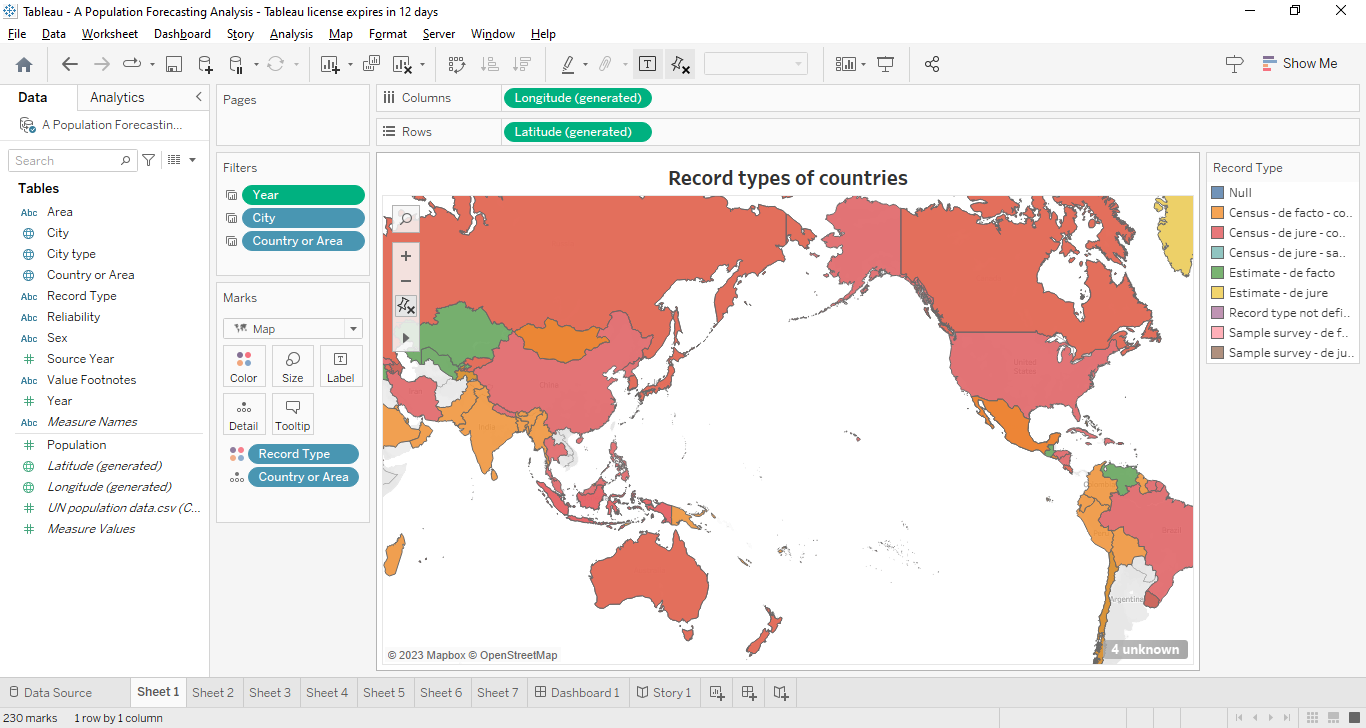 Tableau - A Population Forecasting Analysis - Tableau license expires in 12 days
File Data Worksheet Dashboard Story Analysis Map Format Server Window Help
Show Me
Data Analytics
A Population Forecastin...
Search
Tables
Abc Area
City
City type
Country or Area
Abc Record Type
Abc Reliability
Abc Sex
Source Year
Abc Value Footnotes
Year
Abc Measure Names
Population
Latitude (generated)
Longitude (generated)
UN population data.csv (C...
Measure Values
Pages
Filters
Year
City
Country or Area
Marks
Map
Color Size Label
Detail Tooltip
Record Type
Country or Area
Columns Longitude (generated)
Rows Latitude (generated)
Record types of countries
China
India
United
States
Brazil
Argentina
© 2023 Mapbox © OpenStreetMap
4 unknown
Record Type
Null
Census - de facto - co..
Census - de jure - co..
Census - de jure - sa..
Estimate - de facto
Estimate - de jure
Record type not defi..
Sample survey - de f..
Sample survey - de ju..
Data Source Sheet 1 Sheet 2 Sheet 3 Sheet 4 Sheet 5 Sheet 6 Sheet 7 Dashboard 1 Story 1
230 marks 1 row by 1 column